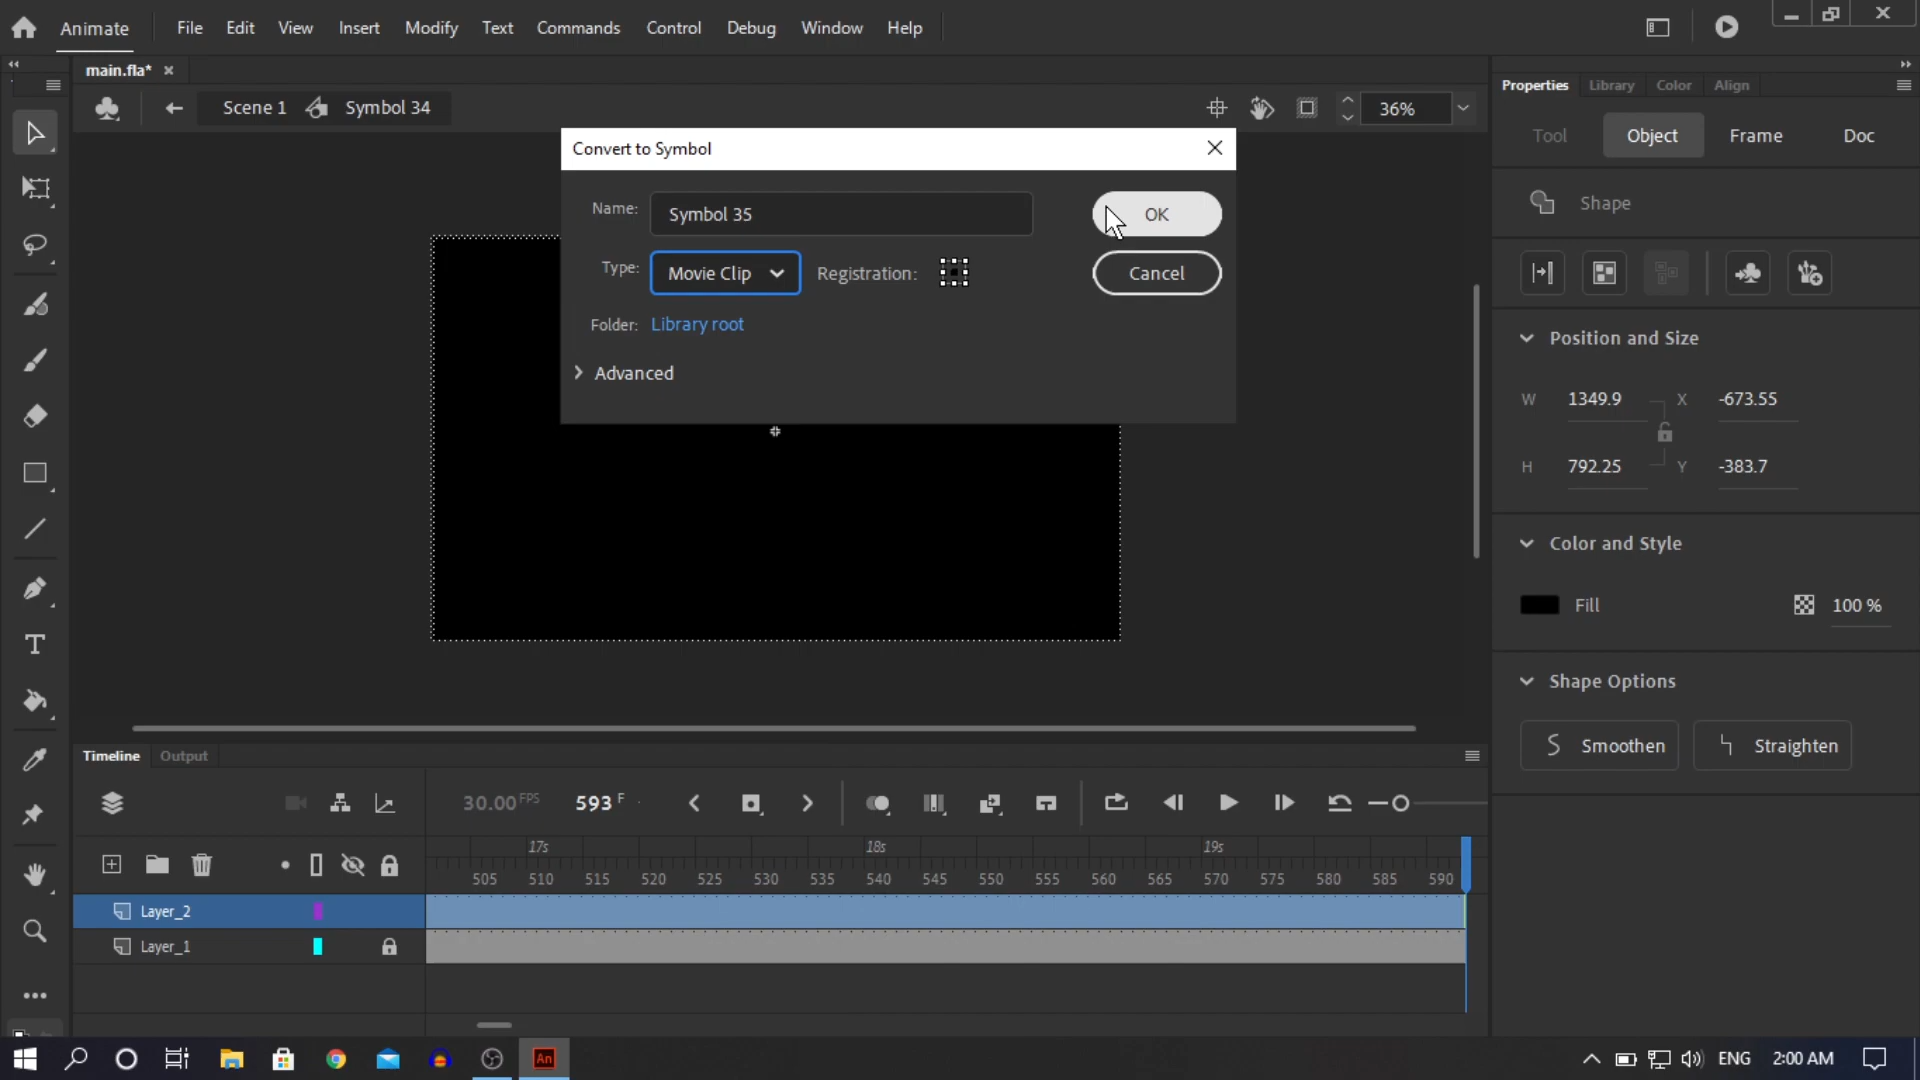 Animate File Edit View Insert Modify Text Commands Control Debug Window Help
main.fla*
Scene 1 Symbol 34 36%
Convert to Symbol
Name: Symbol 35 OK
Type: Movie Clip Registration: Cancel
Folder: Library root
Advanced
Properties Library Color Align
Tool Object Frame Doc
Shape
Position and Size
W 1349.9 X -673.55
H 792.25 Y -383.7
Color and Style
Fill 100 %
Shape Options
Smoothen Straighten
Timeline Output
30.00 FPS 593 F
17s 18s 19s
505 510 515 520 525 530 535 540 545 550 555 560 565 570 575 580 585 590
Layer_2
Layer_1
An ENG 2:00 AM